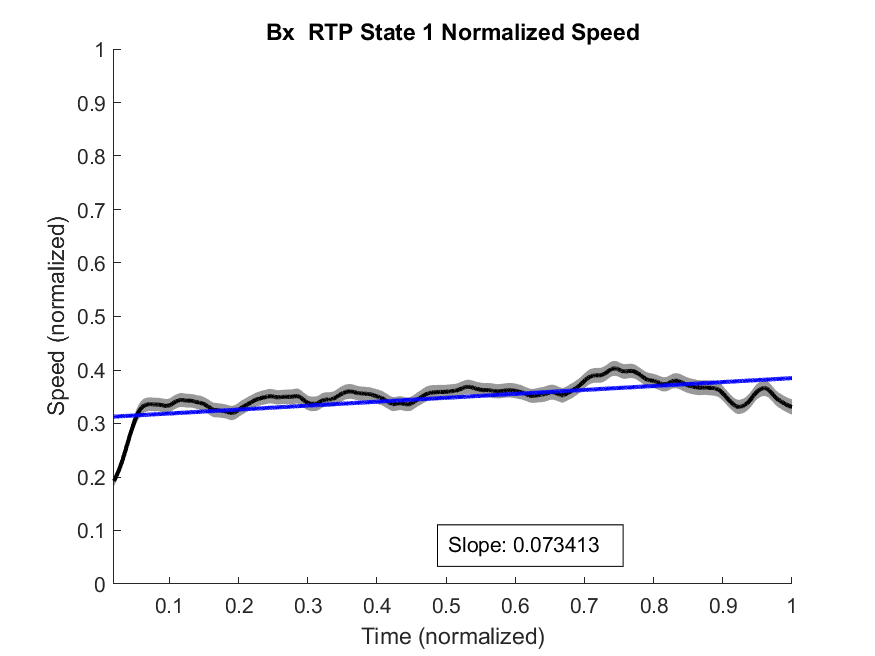 Bx  RTP State 1 Normalized Speed
1
0.9
0.8
0.7
0.6
0.5
0.4
0.3
0.2
0.1
0
Speed (normalized)
Slope: 0.073413
0.1 0.2 0.3 0.4 0.5 0.6 0.7 0.8 0.9 1
Time (normalized)